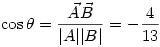 cos θ = \frac{\vec{A}\vec{B}}{|A||B|} = -\frac{4}{13}